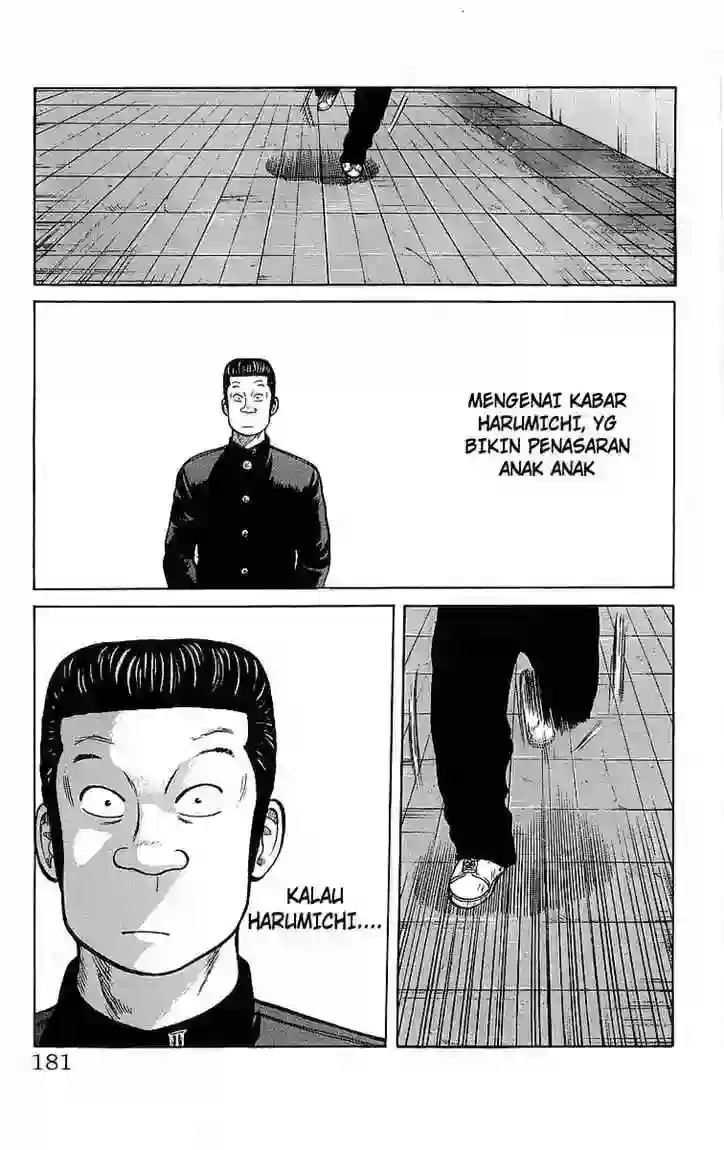 MENGENAI KABAR
HARUMICHI, YG
BIKIN PENASARAN
ANAK ANAK
KALAU
HARUMICHI....
181